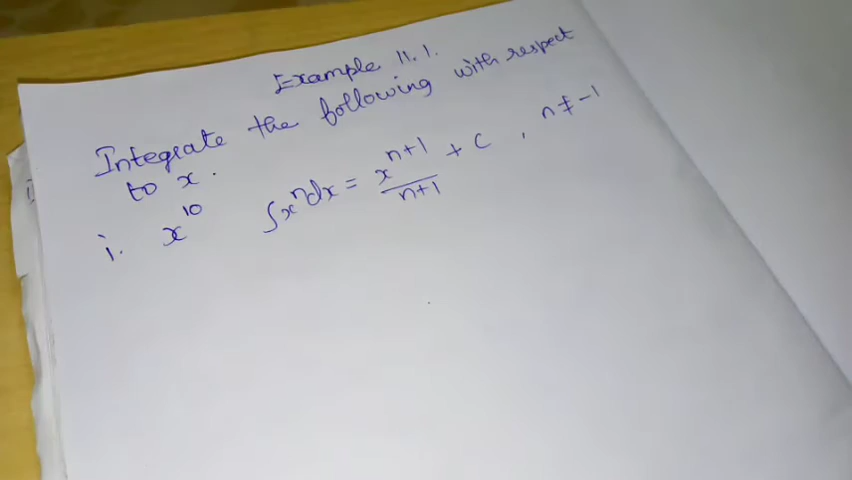 Example 11.1.
Integrate the following with respect
to x.
i. x^10 ∫x^n dx = x^(n+1)/(n+1) + c , n ≠ -1